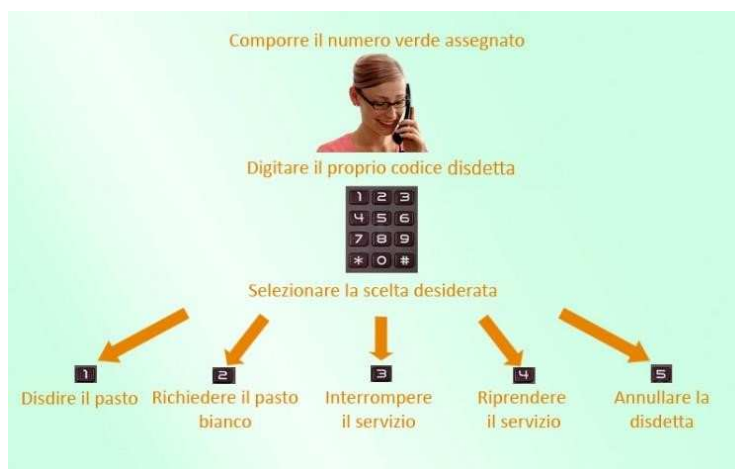 Comporre il numero verde assegnato
Digitare il proprio codice disdetta
1 2 3
4 5 6
7 8 9
* 0 #
Selezionare la scelta desiderata
1
Disdire il pasto
2
Richiedere il pasto
bianco
3
Interrompere
il servizio
4
Riprendere
il servizio
5
Annullare la
disdetta